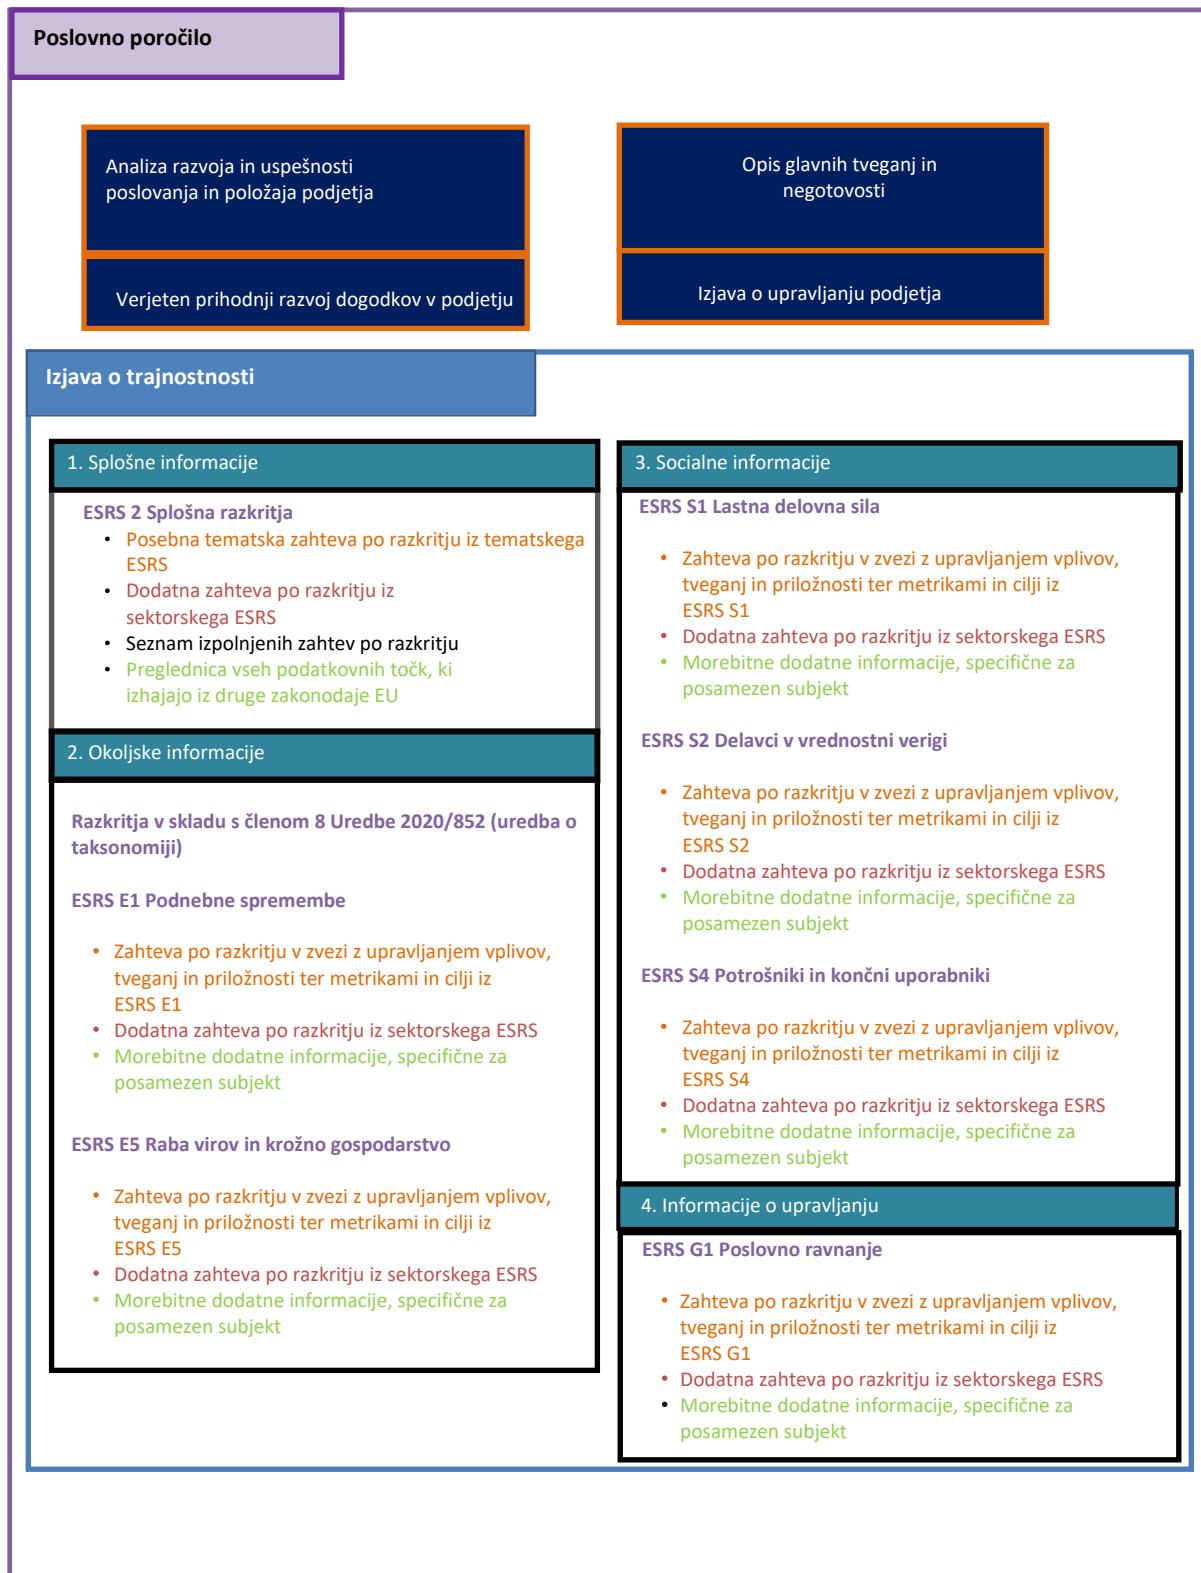 Poslovno poročilo
Analiza razvoja in uspešnosti
poslovanja in položaja podjetja
Opis glavnih tveganj in
negotovosti
Verjeten prihodnji razvoj dogodkov v podjetju
Izjava o upravljanju podjetja
Izjava o trajnostnosti
1. Splošne informacije
ESRS 2 Splošna razkritja
• Posebna tematska zahteva po razkritju iz tematskega
ESRS
• Dodatna zahteva po razkritju iz
sektorskega ESRS
• Seznam izpolnjenih zahtev po razkritju
• Preglednica vseh podatkovnih točk, ki
izhajajo iz druge zakonodaje EU
2. Okoljske informacije
Razkritja v skladu s členom 8 Uredbe 2020/852 (uredba o
taksonomiji)
ESRS E1 Podnebne spremembe
• Zahteva po razkritju v zvezi z upravljanjem vplivov,
tveganj in priložnosti ter metrikami in cilji iz
ESRS E1
• Dodatna zahteva po razkritju iz sektorskega ESRS
• Morebitne dodatne informacije, specifične za
posamezen subjekt
ESRS E5 Raba virov in krožno gospodarstvo
• Zahteva po razkritju v zvezi z upravljanjem vplivov,
tveganj in priložnosti ter metrikami in cilji iz
ESRS E5
• Dodatna zahteva po razkritju iz sektorskega ESRS
• Morebitne dodatne informacije, specifične za
posamezen subjekt
3. Socialne informacije
ESRS S1 Lastna delovna sila
• Zahteva po razkritju v zvezi z upravljanjem vplivov,
tveganj in priložnosti ter metrikami in cilji iz
ESRS S1
• Dodatna zahteva po razkritju iz sektorskega ESRS
• Morebitne dodatne informacije, specifične za
posamezen subjekt
ESRS S2 Delavci v vrednostni verigi
• Zahteva po razkritju v zvezi z upravljanjem vplivov,
tveganj in priložnosti ter metrikami in cilji iz
ESRS S2
• Dodatna zahteva po razkritju iz sektorskega ESRS
• Morebitne dodatne informacije, specifične za
posamezen subjekt
ESRS S4 Potrošniki in končni uporabniki
• Zahteva po razkritju v zvezi z upravljanjem vplivov,
tveganj in priložnosti ter metrikami in cilji iz
ESRS S4
• Dodatna zahteva po razkritju iz sektorskega ESRS
• Morebitne dodatne informacije, specifične za
posamezen subjekt
4. Informacije o upravljanju
ESRS G1 Poslovno ravnanje
• Zahteva po razkritju v zvezi z upravljanjem vplivov,
tveganj in priložnosti ter metrikami in cilji iz
ESRS G1
• Dodatna zahteva po razkritju iz sektorskega ESRS
• Morebitne dodatne informacije, specifične za
posamezen subjekt